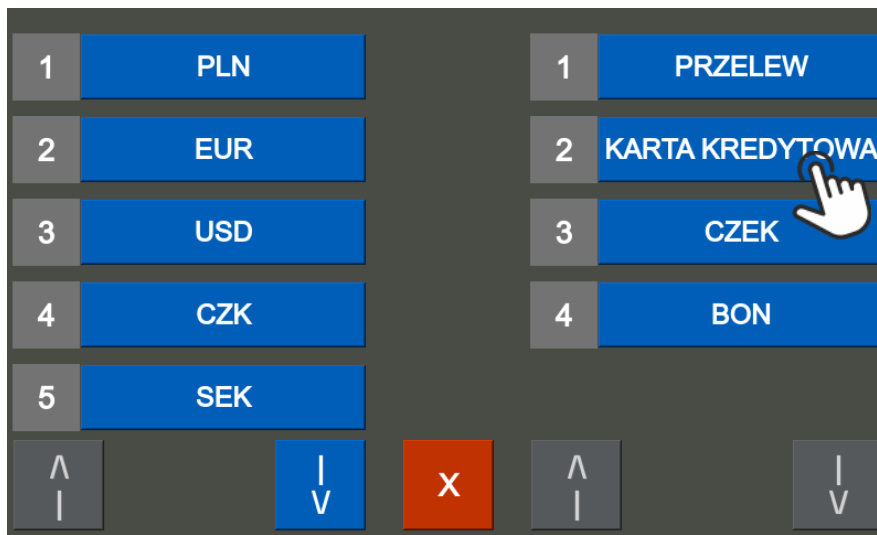 1 PLN
2 EUR
3 USD
4 CZK
5 SEK
1 PRZELEW
2 KARTA KREDYTOWA
3 CZEK
4 BON
X